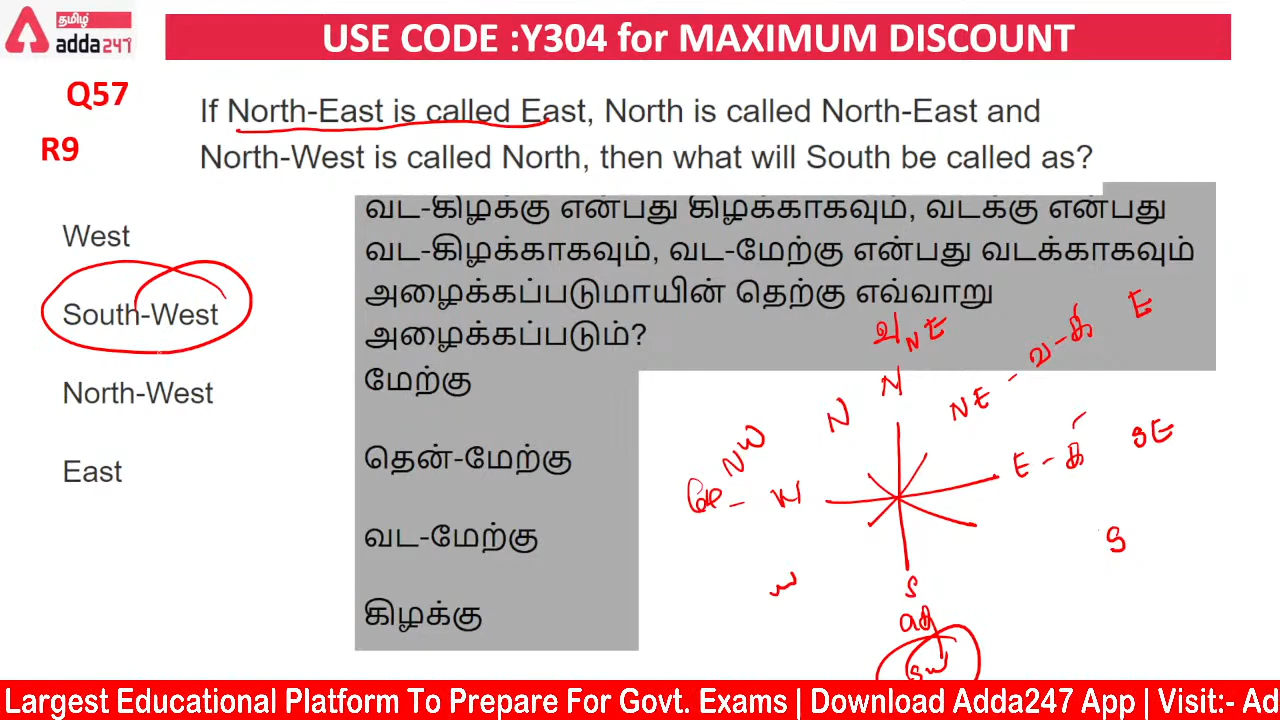 தமிழ்
adda247
USE CODE :Y304 for MAXIMUM DISCOUNT
Q57
R9
If North-East is called East, North is called North-East and
North-West is called North, then what will South be called as?
West
South-West
North-West
East
வட-கிழக்கு என்பது கிழக்காகவும், வடக்கு என்பது
வட-கிழக்காகவும், வட-மேற்கு என்பது வடக்காகவும்
அழைக்கப்படுமாயின் தெற்கு எவ்வாறு
அழைக்கப்படும்?
மேற்கு
தென்-மேற்கு
வட-மேற்கு
கிழக்கு
NE
N
N
NE - வ-கி E
NW
E - கி SE
W
S
W
S
SW
Largest Educational Platform To Prepare For Govt. Exams | Download Adda247 App | Visit:- Ad